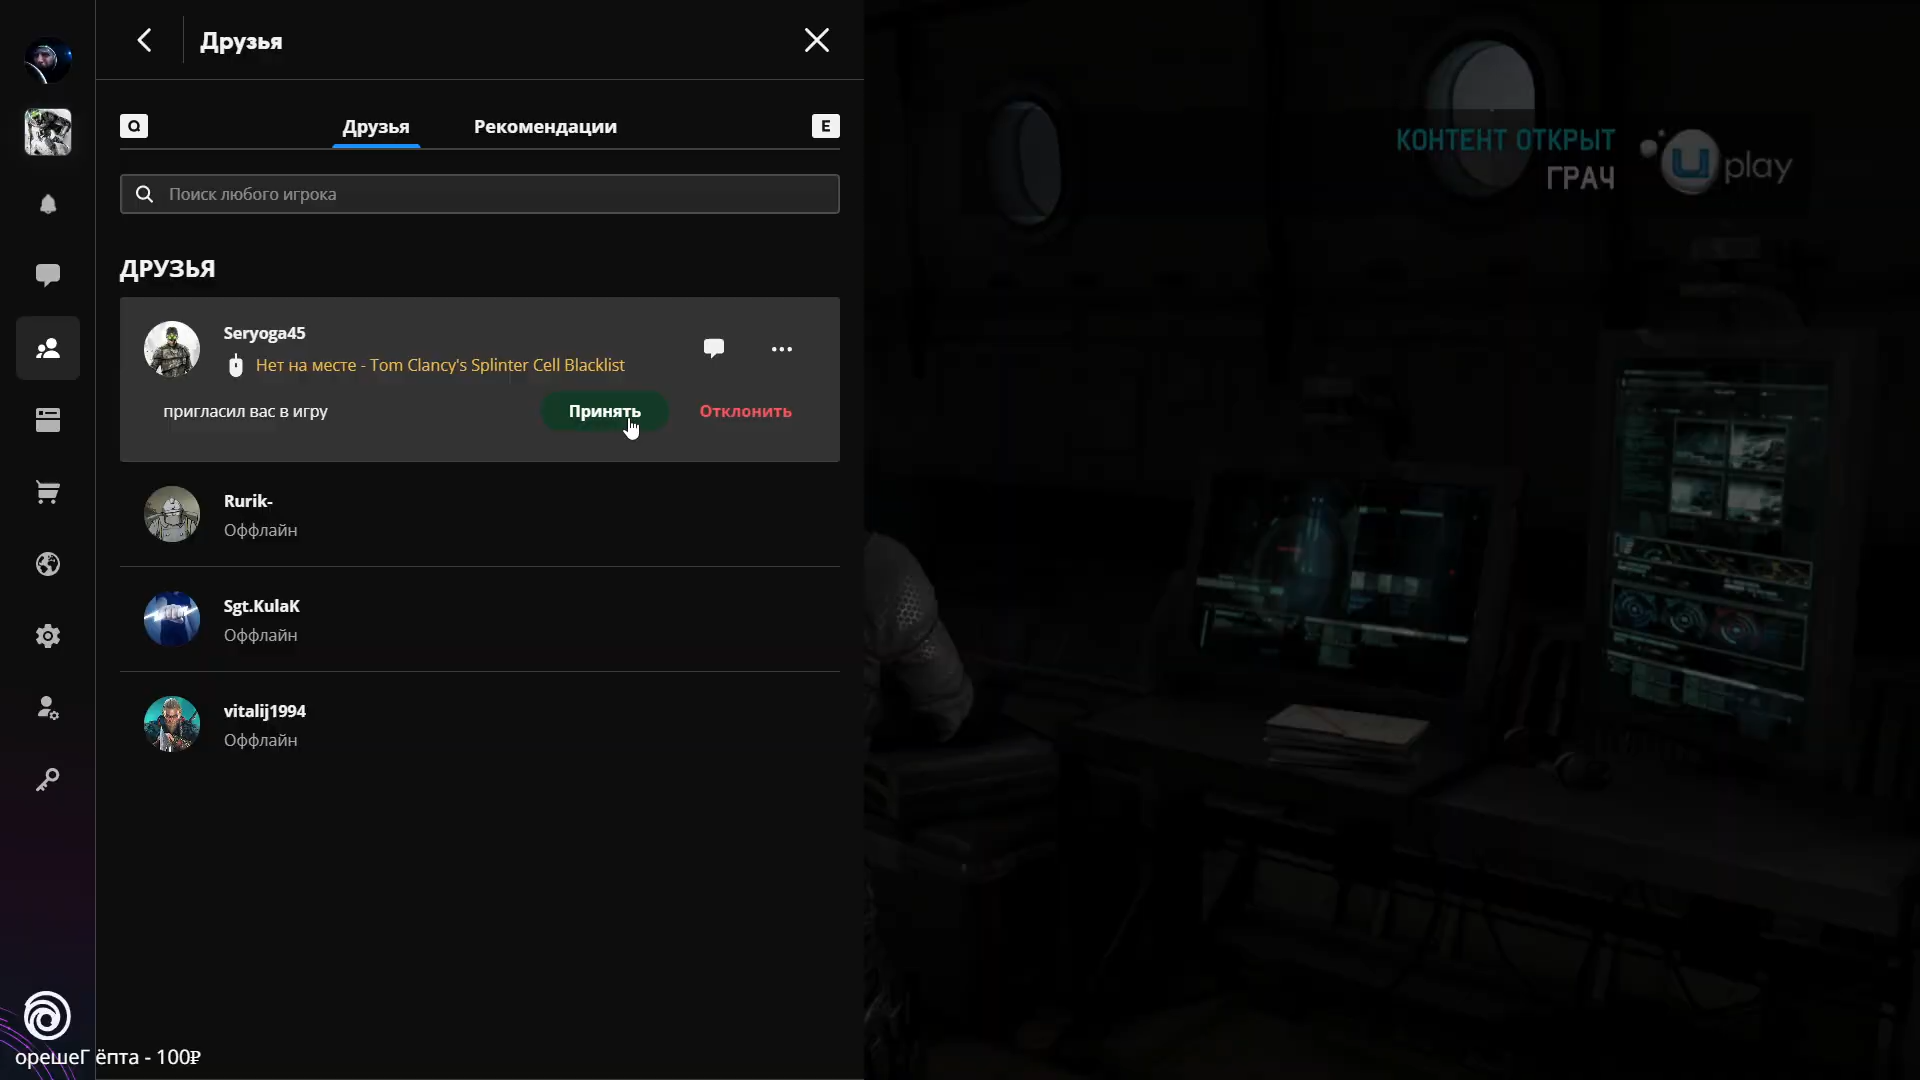 Друзья
Q
Друзья
Рекомендации
E
Поиск любого игрока
ДРУЗЬЯ
Seryoga45
Нет на месте - Tom Clancy's Splinter Cell Blacklist
пригласил вас в игру
Принять
Отклонить
Rurik-
Оффлайн
Sgt.KulaK
Оффлайн
vitalij1994
Оффлайн
орешеГ ёпта - 100₽
КОНТЕНТ ОТКРЫТ
ГРАЧ
Uplay